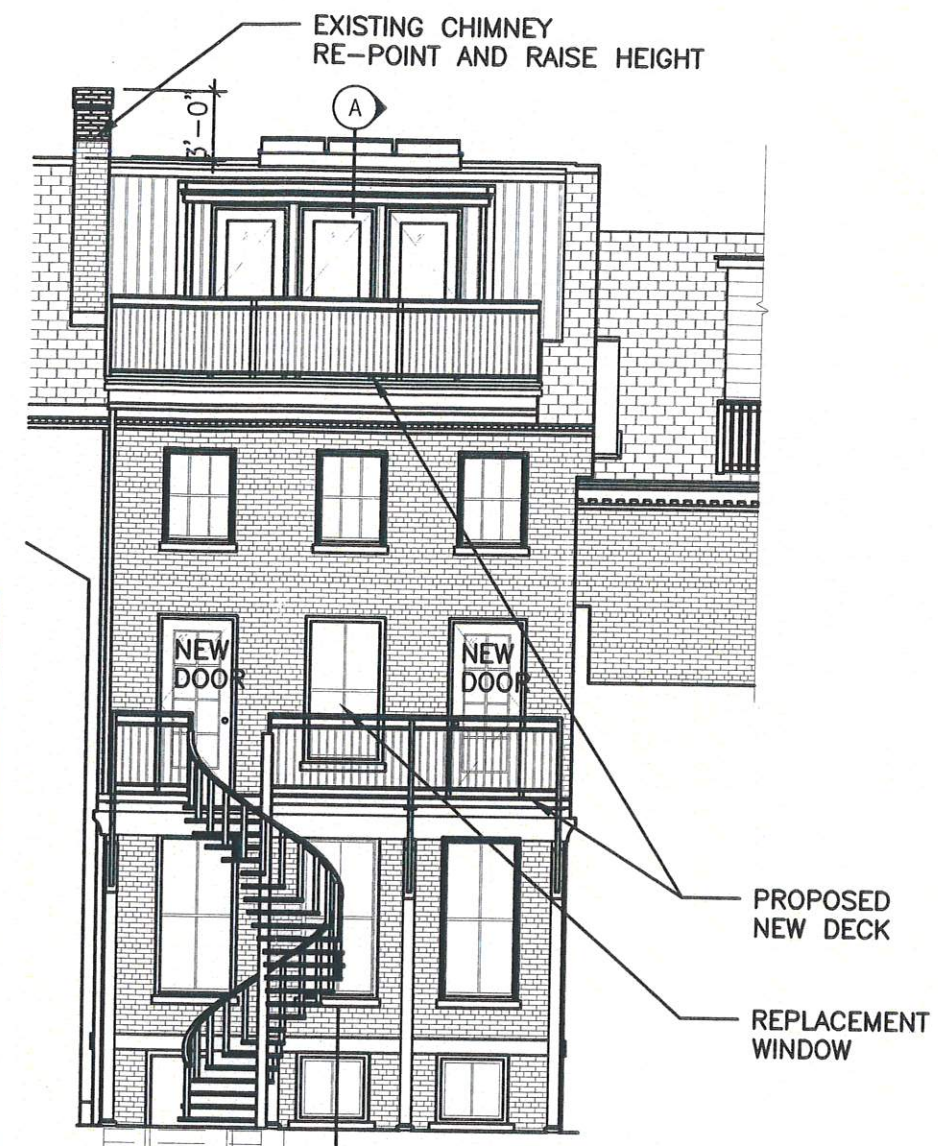 EXISTING CHIMNEY
RE-POINT AND RAISE HEIGHT
3'-0"
A
NEW
DOOR
NEW
DOOR
PROPOSED
NEW DECK
REPLACEMENT
WINDOW